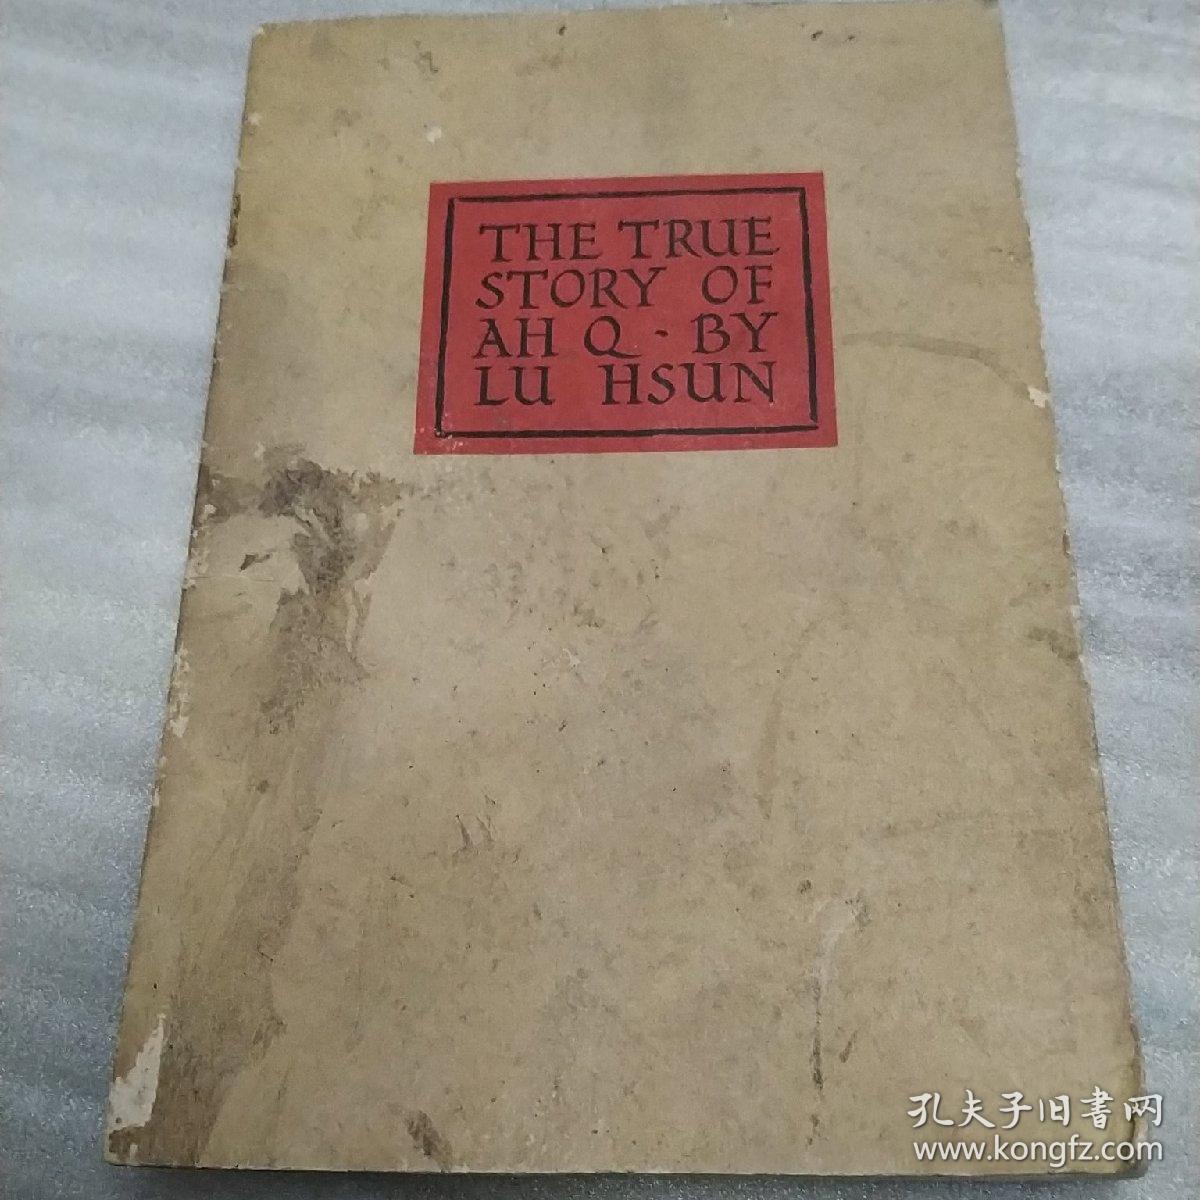 THE TRUE
STORY OF
AH Q · BY
LU HSUN
孔夫子旧書网
www.kongfz.com